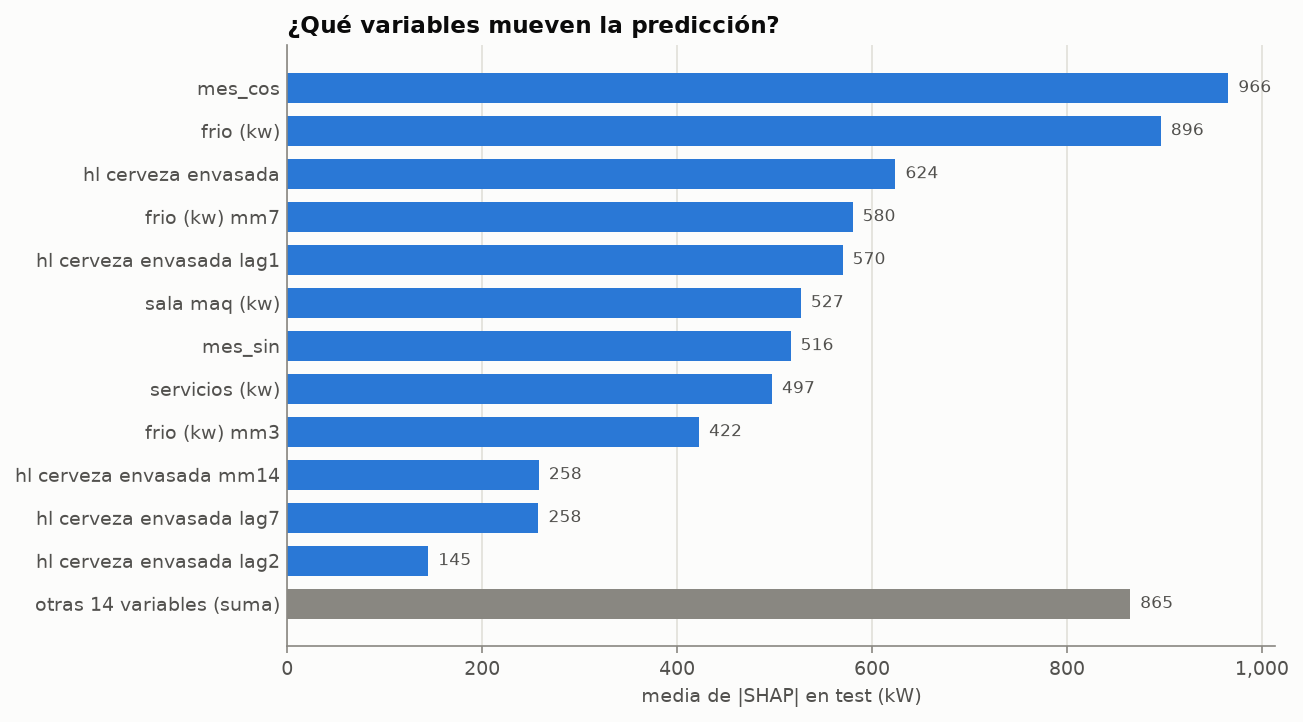 ¿Qué variables mueven la predicción?
mes_cos 966
frio (kw) 896
hl cerveza envasada 624
frio (kw) mm7 580
hl cerveza envasada lag1 570
sala maq (kw) 527
mes_sin 516
servicios (kw) 497
frio (kw) mm3 422
hl cerveza envasada mm14 258
hl cerveza envasada lag7 258
hl cerveza envasada lag2 145
otras 14 variables (suma) 865
0 200 400 600 800 1,000
media de |SHAP| en test (kW)